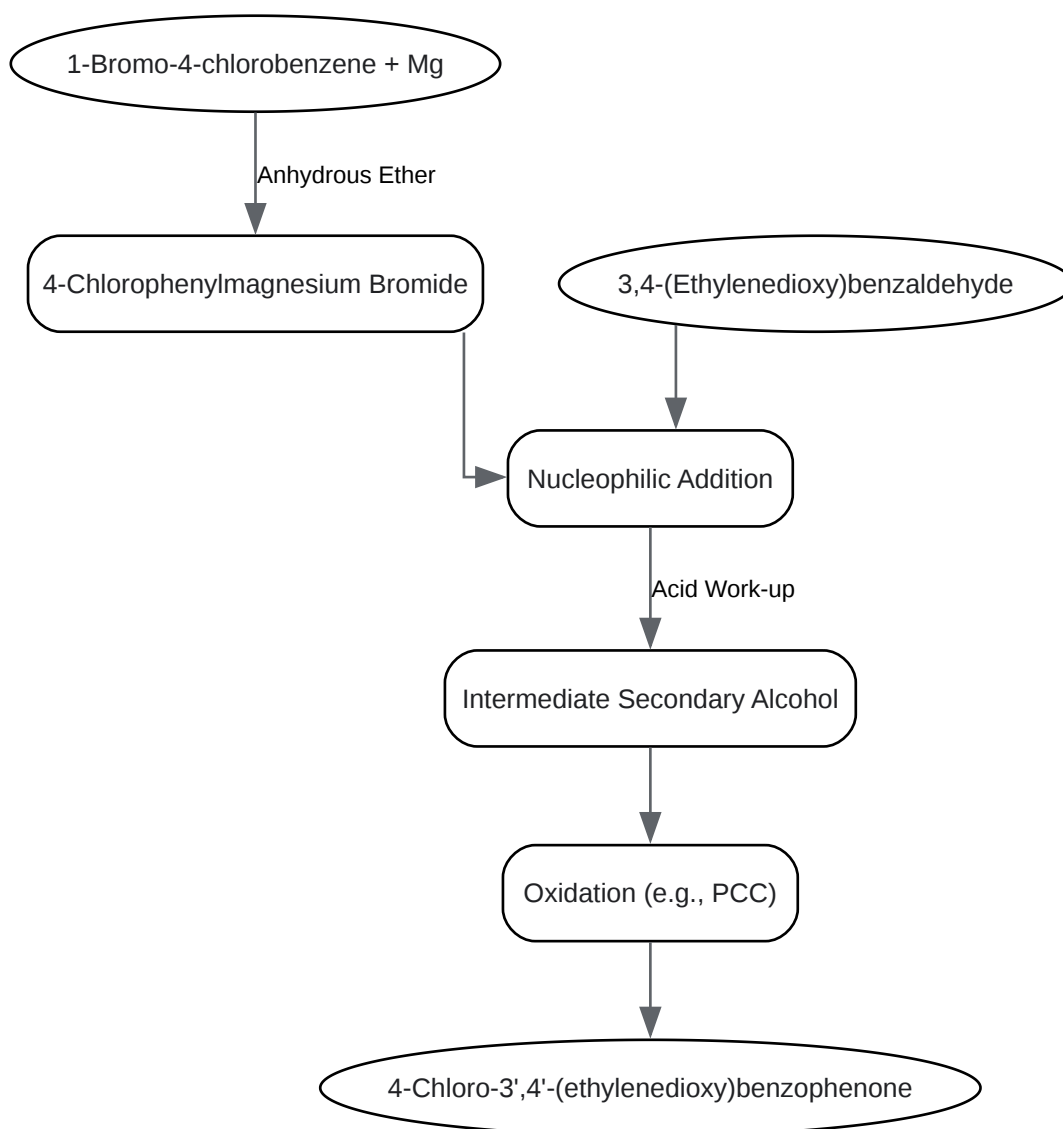 1-Bromo-4-chlorobenzene + Mg
Anhydrous Ether
4-Chlorophenylmagnesium Bromide
3,4-(Ethylenedioxy)benzaldehyde
Nucleophilic Addition
Acid Work-up
Intermediate Secondary Alcohol
Oxidation (e.g., PCC)
4-Chloro-3',4'-(ethylenedioxy)benzophenone